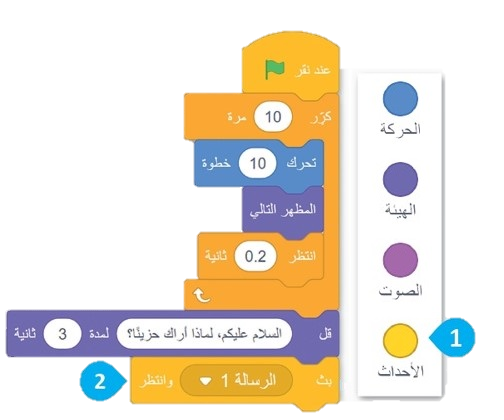 عند نقر
كرّر 10 مرة
تحرك 10 خطوة
المظهر التالي
انتظر 0.2 ثانية
قل السلام عليكم، لماذا أراك حزينًا؟ لمدة 3 ثانية
بث الرسالة 1 وانتظر
2
الحركة
الهيئة
الصوت
الأحداث
1